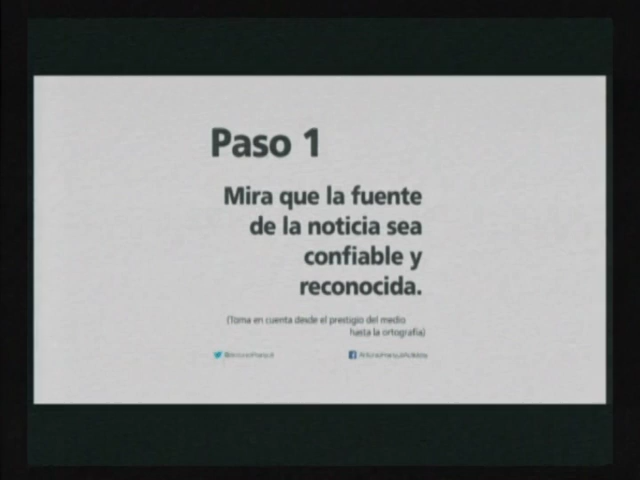 Paso 1
Mira que la fuente
de la noticia sea
confiable y
reconocida.
(Toma en cuenta desde el prestigio del medio
hasta la ortografía)